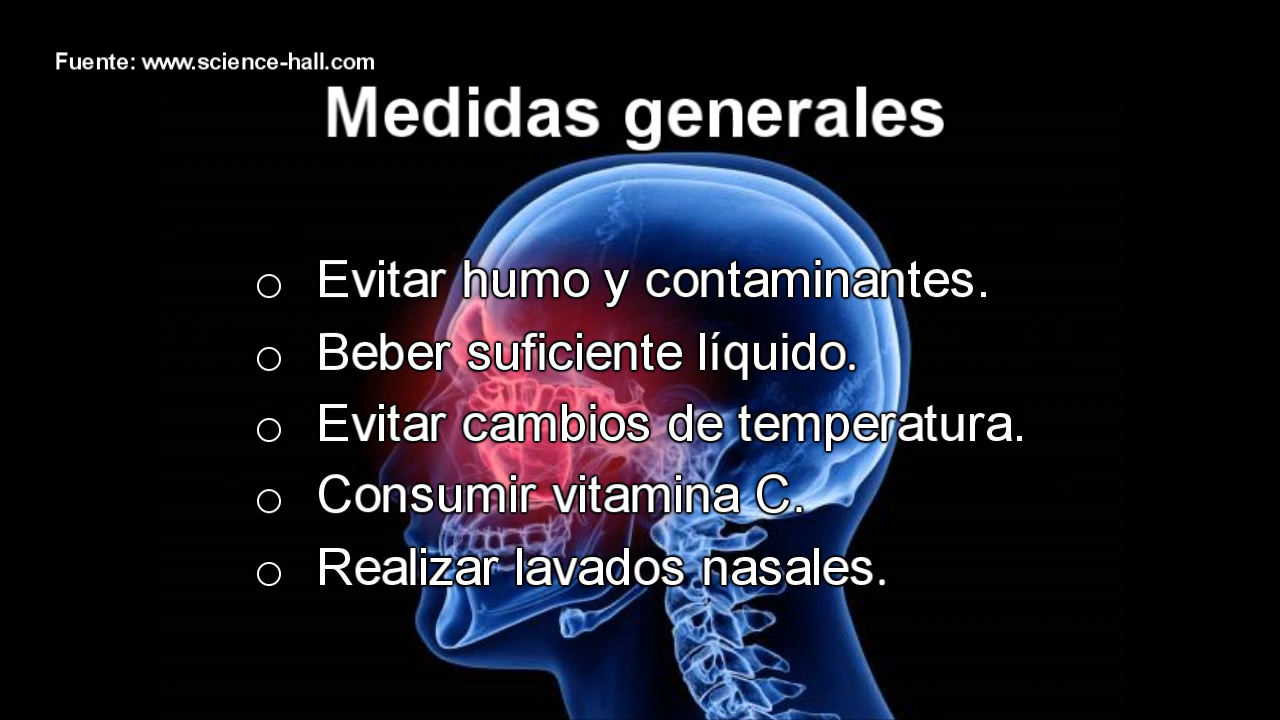 Fuente: www.science-hall.com
Medidas generales
o Evitar humo y contaminantes.
o Beber suficiente líquido.
o Evitar cambios de temperatura.
o Consumir vitamina C.
o Realizar lavados nasales.